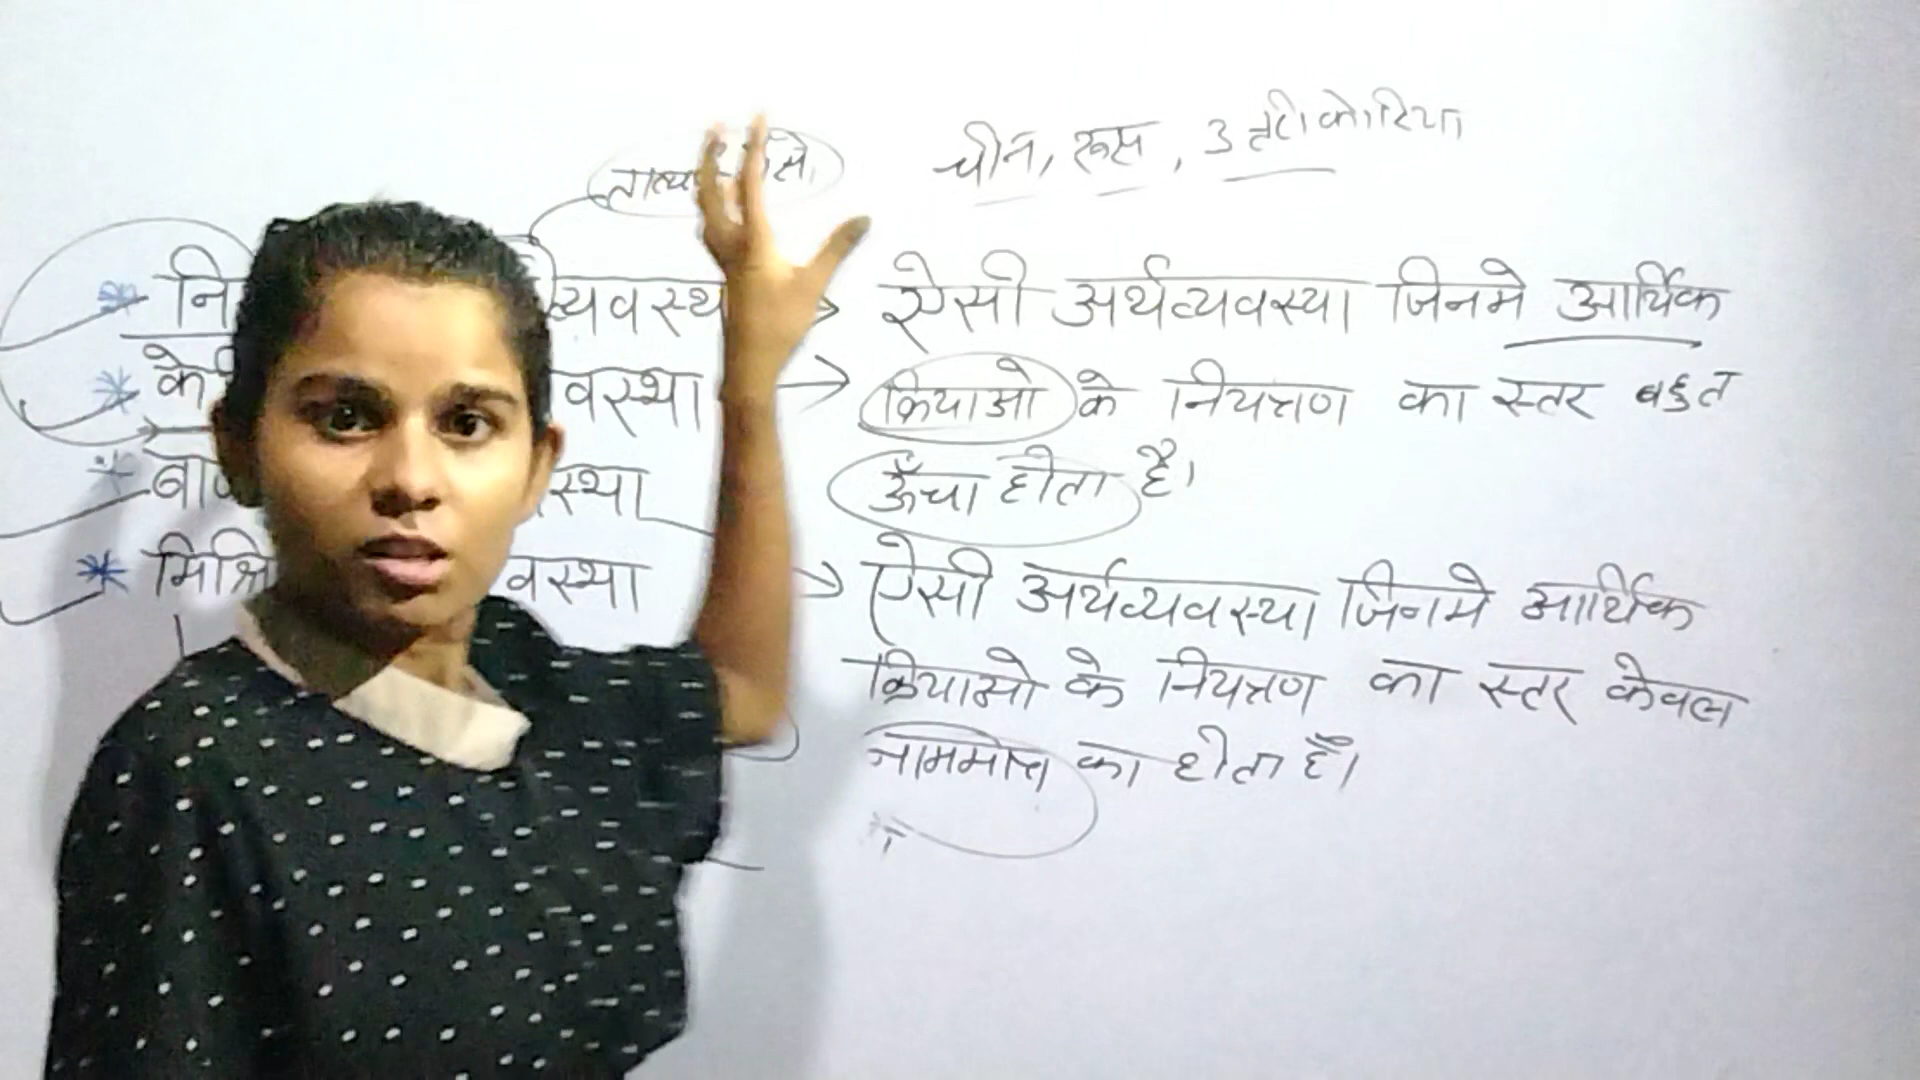 चीन, रूस, उत्तरी कोरिया
व्यवस्था
ऐसी अर्थव्यवस्था जिनमे आर्थिक
वस्था
क्रियाओ के नियंत्रण का स्तर बहुत
स्था
ऊँचा होता है।
वस्था
ऐसी अर्थव्यवस्था जिनमे आर्थिक
क्रियाओ के नियंत्रण का स्तर केवल
नाममात्र का होता हैं।